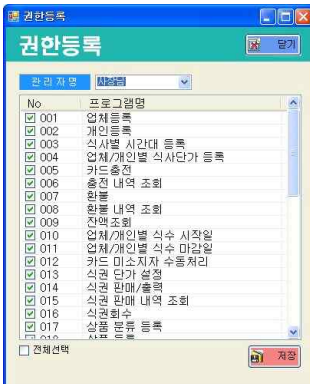 권한등록
권한등록
닫기
관리자명 사장님
No 프로그램명
001 업체등록
002 개인등록
003 식사별 시간대 등록
004 업체/개인별 식사단가 등록
005 카드충전
006 충전 내역 조회
007 환불
008 환불 내역 조회
009 잔액조회
010 업체/개인별 식수 시작일
011 업체/개인별 식수 마감일
012 카드 미소지자 수동처리
013 식권 단가 설정
014 식권 판매/출력
015 식권 판매 내역 조회
016 식권회수
017 상품 분류 등록
018 상품 등록
전체선택
저장